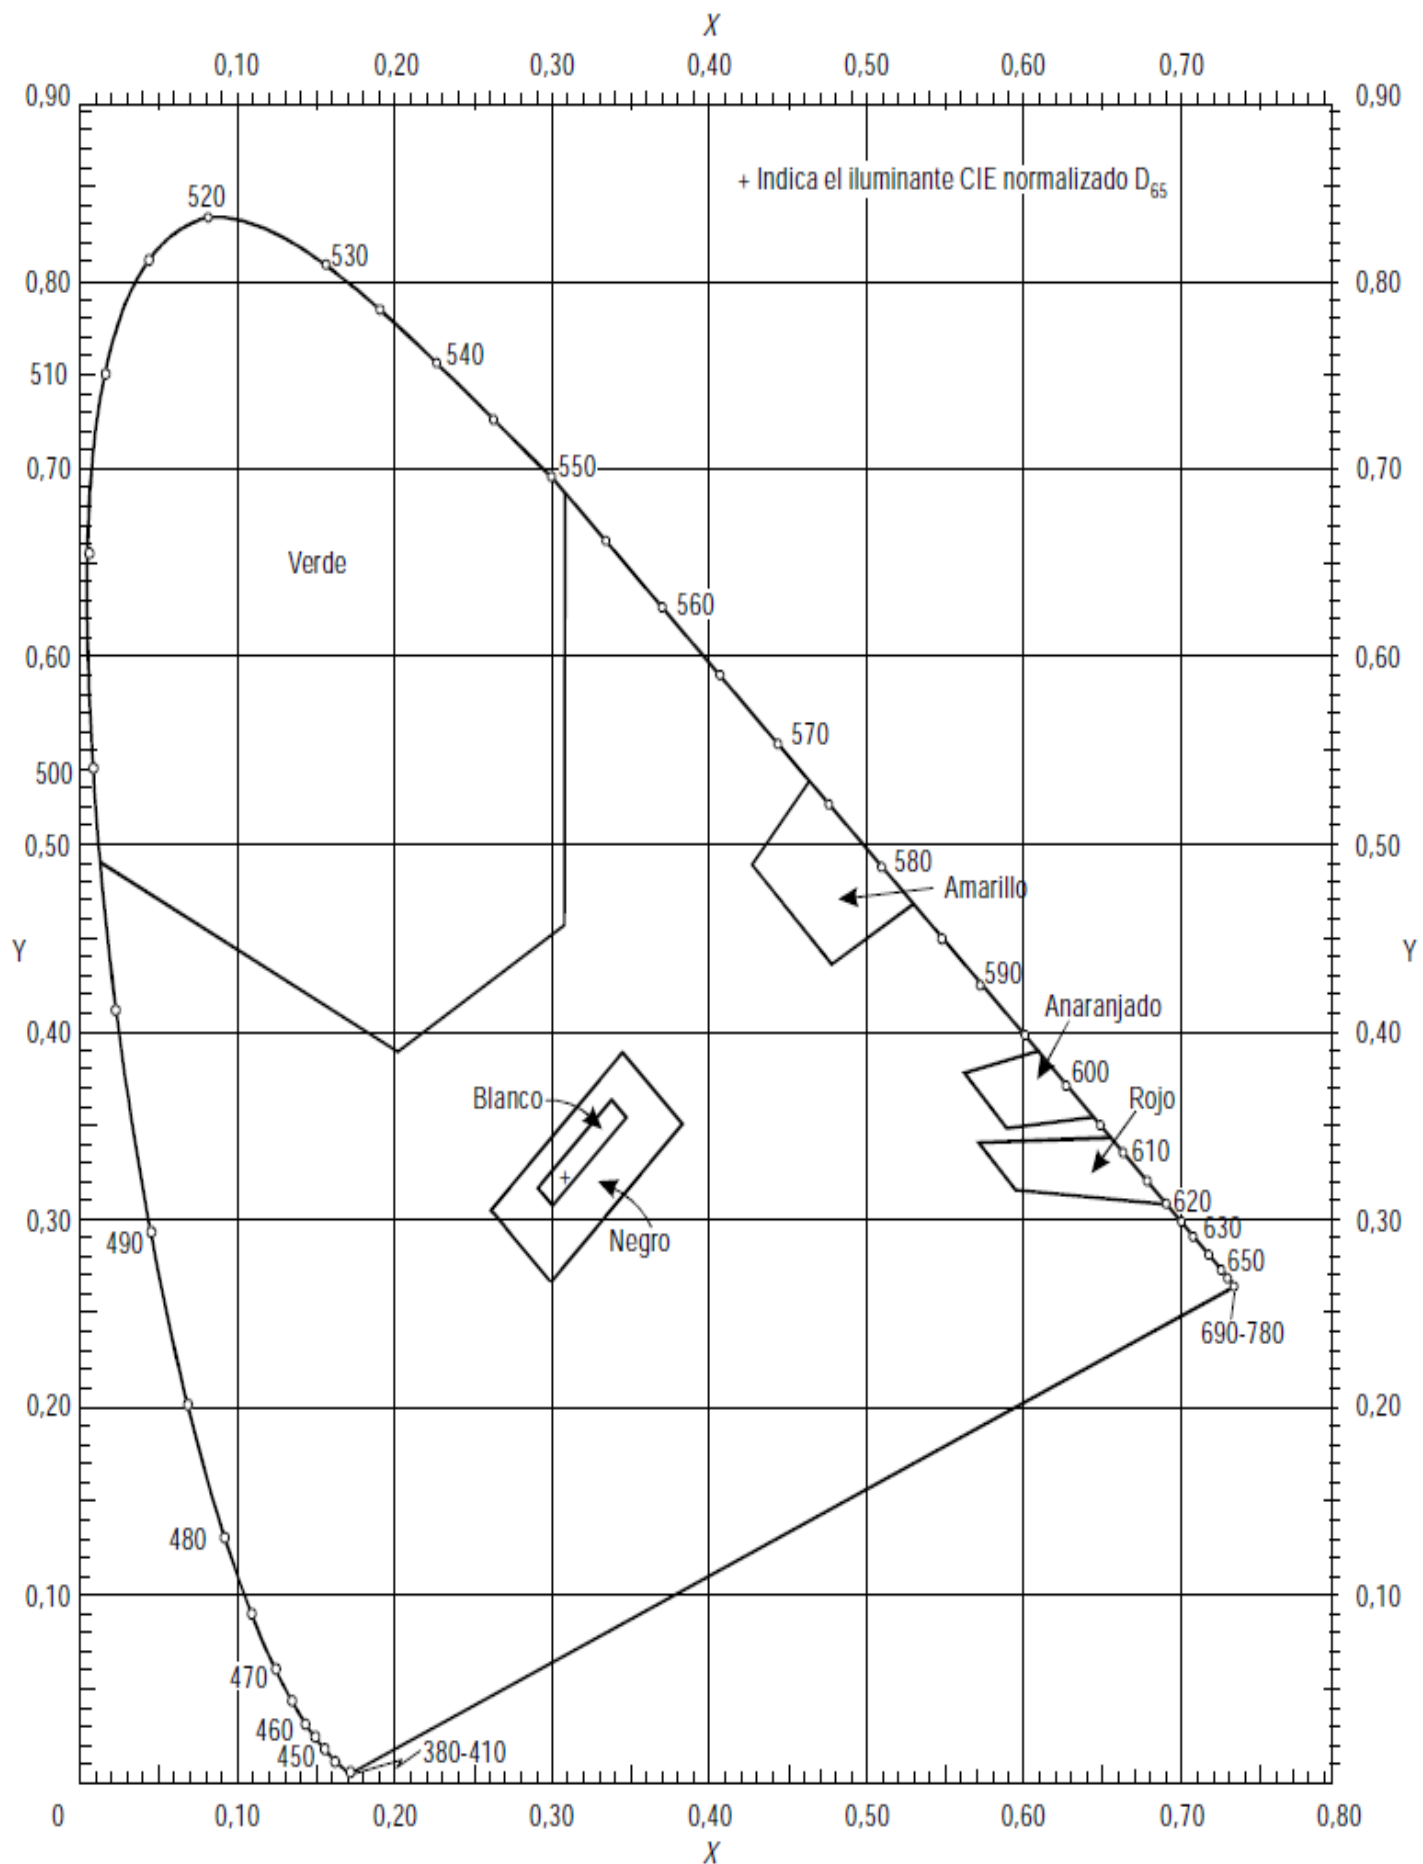 X
0,10 0,20 0,30 0,40 0,50 0,60 0,70
0,90 0,90
+ Indica el iluminante CIE normalizado D65
520
530
0,80 0,80
540
510
0,70 550 0,70
Verde
560
0,60 0,60
570
500
0,50 0,50
580
Amarillo
Y Y
590
Anaranjado
0,40 0,40
600
Blanco Rojo
610
620
0,30 630 0,30
490 Negro
650
690-780
0,20 0,20
480
0,10 0,10
470
460
450 380-410
0 0,10 0,20 0,30 0,40 0,50 0,60 0,70 0,80
X